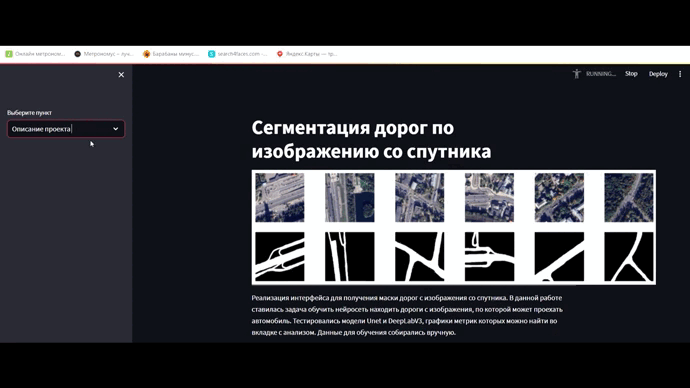 Онлайн метроном...
Метрономус – луч...
Барабаны минус...
search4faces.com -...
Яндекс Карты — тр...
RUNNING...
Stop
Deploy
Выберите пункт
Описание проекта
Сегментация дорог по
изображению со спутника
Реализация интерфейса для получения маски дорог с изображения со спутника. В данной работе
ставилась задача обучить нейросеть находить дороги с изображения, по которой может проехать
автомобиль. Тестировались модели Unet и DeepLabV3, графики метрик которых можно найти во
вкладке с анализом. Данные для обучения собирались вручную.